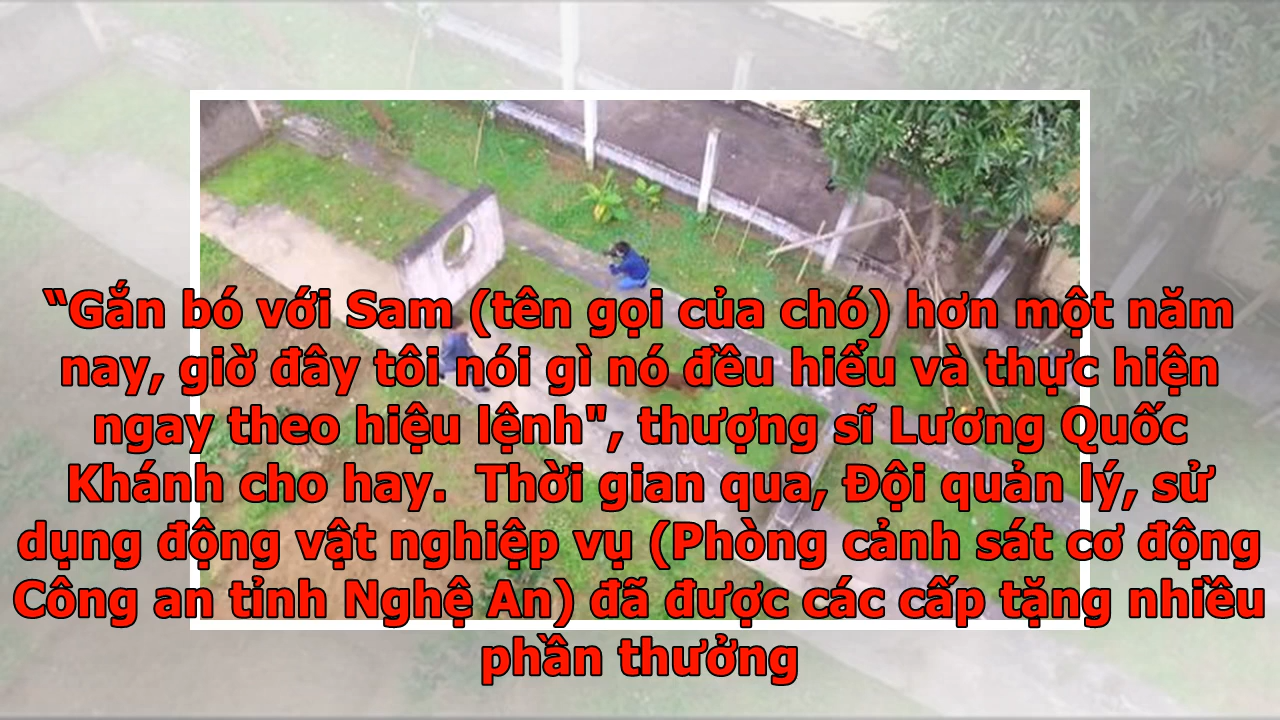 “Gắn bó với Sam (tên gọi của chó) hơn một năm
nay, giờ đây tôi nói gì nó đều hiểu và thực hiện
ngay theo hiệu lệnh", thượng sĩ Lương Quốc
Khánh cho hay.  Thời gian qua, Đội quản lý, sử
dụng động vật nghiệp vụ (Phòng cảnh sát cơ động
Công an tỉnh Nghệ An) đã được các cấp tặng nhiều
phần thưởng